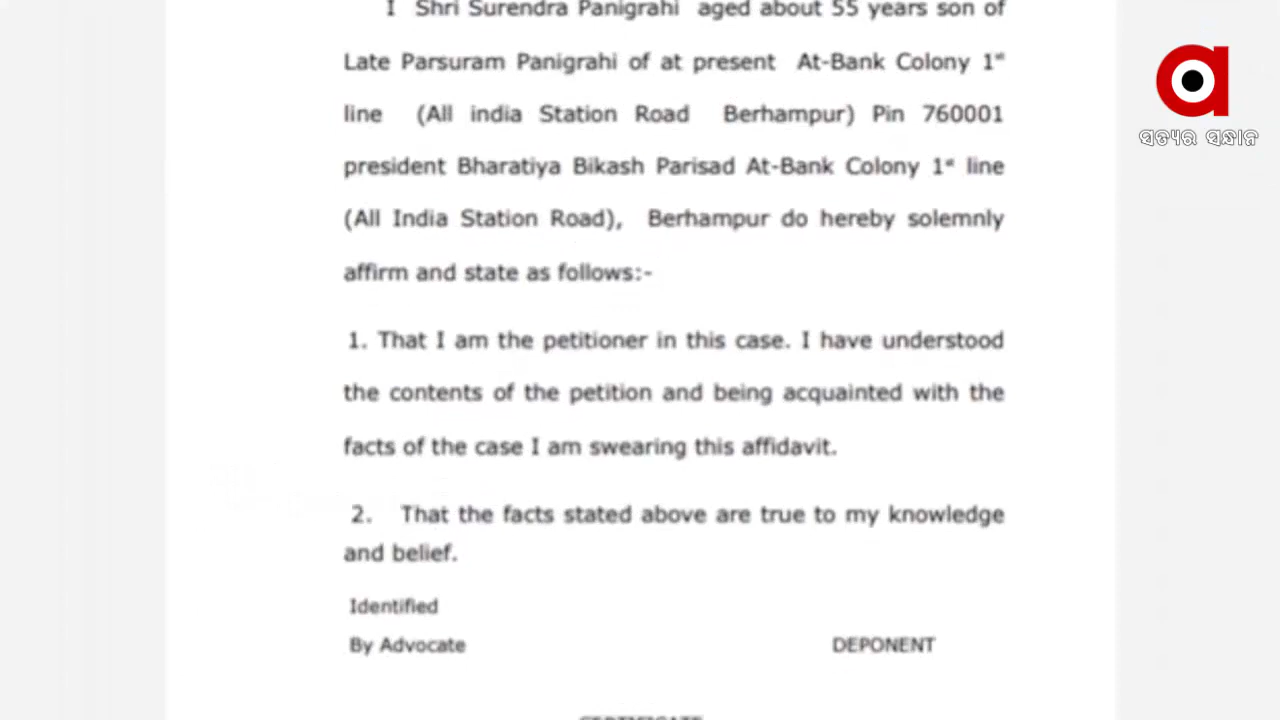 I Shri Surendra Panigrahi aged about 55 years son of
Late Parsuram Panigrahi of at present At-Bank Colony 1st
line (All india Station Road Berhampur) Pin 760001
president Bharatiya Bikash Parisad At-Bank Colony 1st line
(All India Station Road), Berhampur do hereby solemnly
affirm and state as follows:-
1. That I am the petitioner in this case. I have understood
the contents of the petition and being acquainted with the
facts of the case I am swearing this affidavit.
2. That the facts stated above are true to my knowledge
and belief.
Identified
By Advocate DEPONENT
CERTIFICATE
a
ସତ୍ୟର ସନ୍ଧାନ